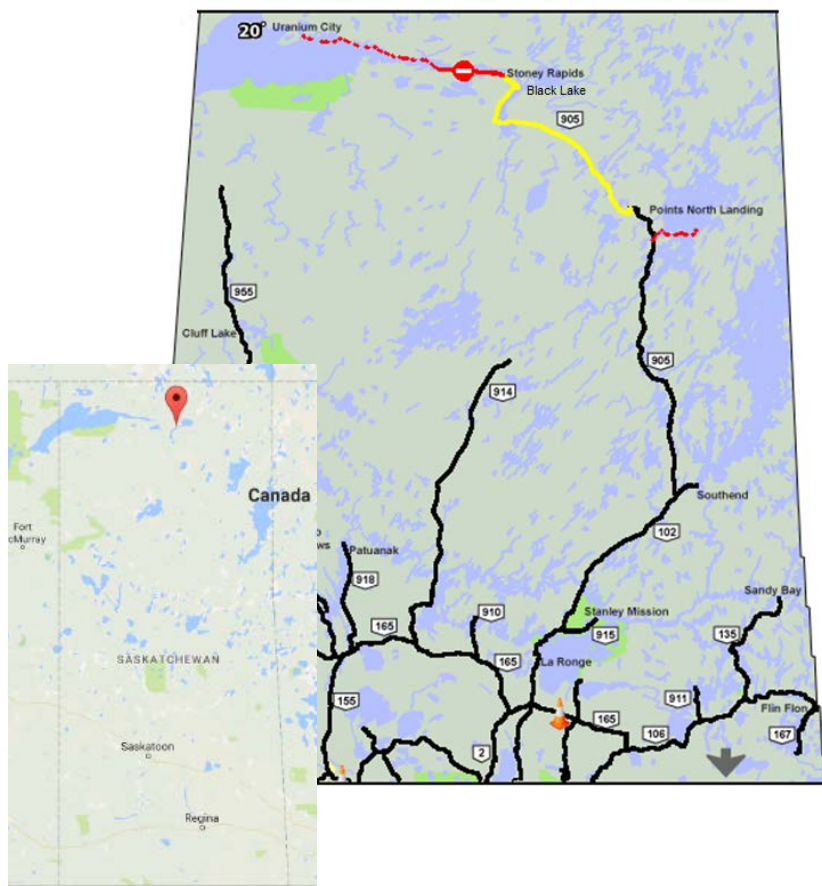 20°
Uranium City
Stoney Rapids
Black Lake
905
Points North Landing
955
Cluff Lake
905
914
Canada
Southend
Fort
McMurray
102
Patuanak
918
Sandy Bay
910
Stanley Mission
165
915
135
SASKATCHEWAN
La Ronge
165
155
911
Flin Flon
165
106
167
2
Saskatoon
Regina